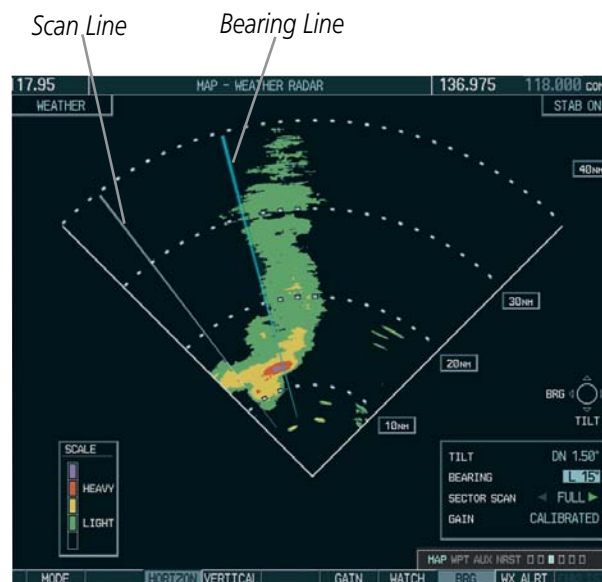 Scan Line
Bearing Line
17.95 MAP - WEATHER RADAR 136.975 118.000 COM
WEATHER STAB ON
40NM
30NM
20NM
BRG
TILT
10NM
SCALE
HEAVY
LIGHT
TILT DN 1.50°
BEARING L 15°
SECTOR SCAN FULL
GAIN CALIBRATED
MAP WPT AUX NRST
MODE HORIZON VERTICAL GAIN WATCH BRG WX ALRT